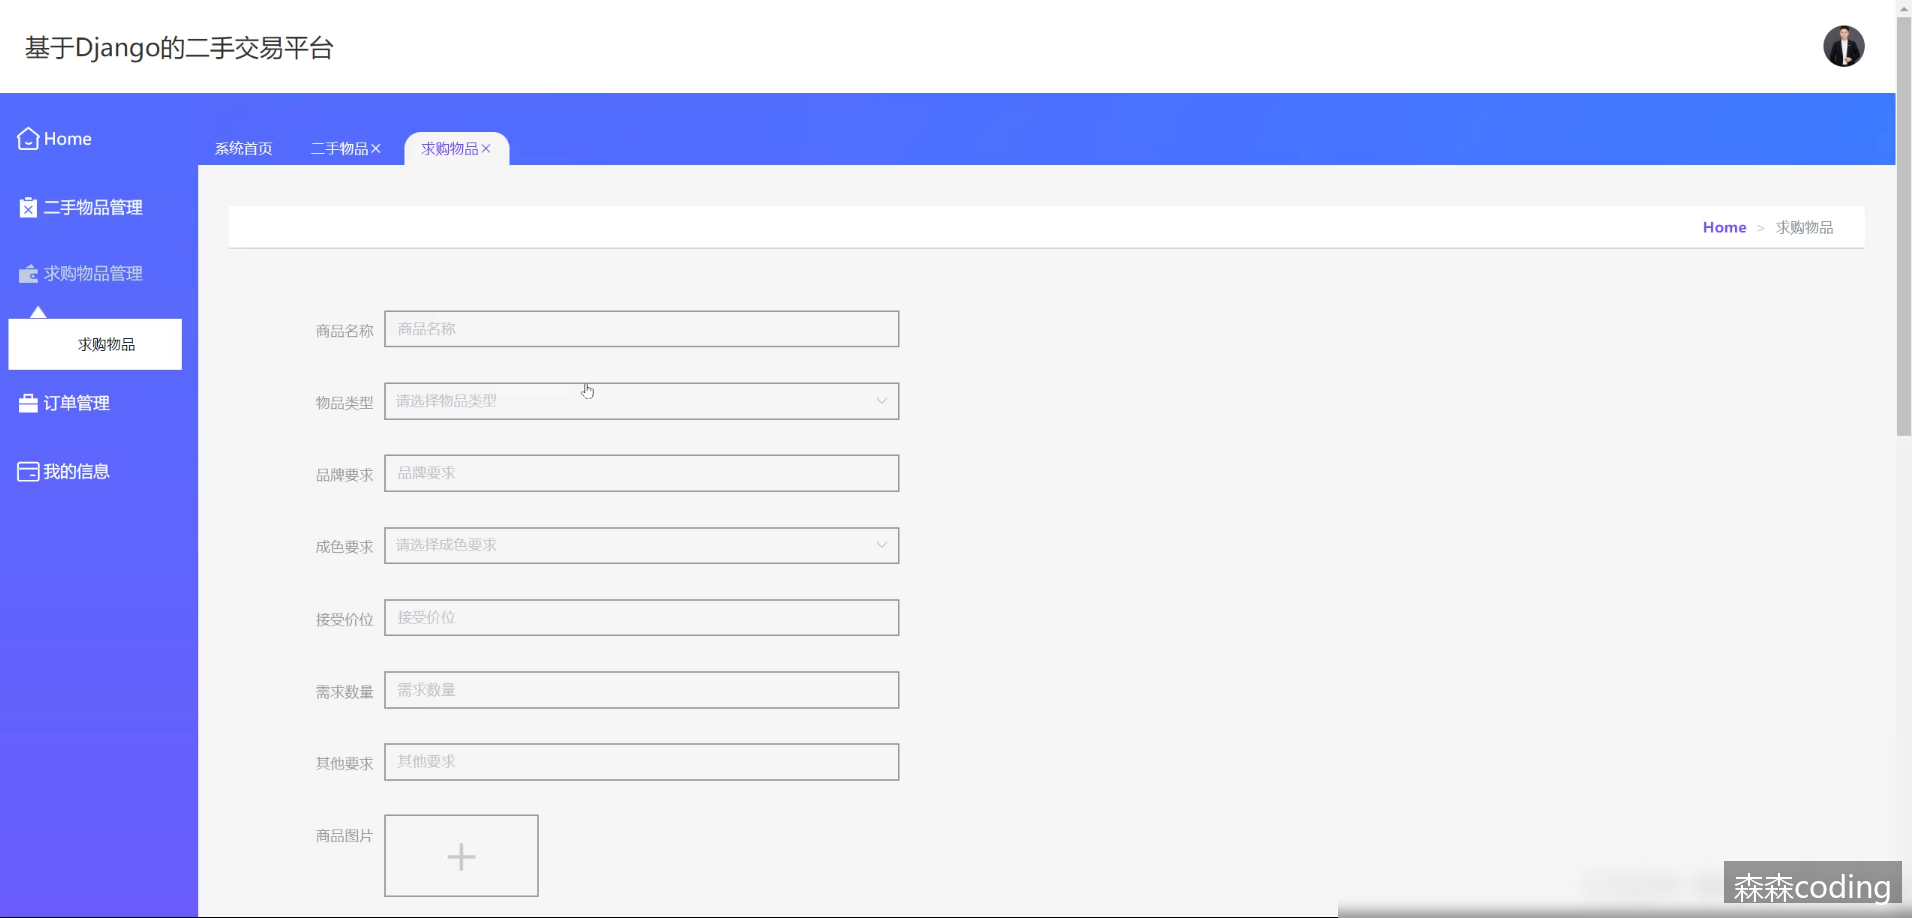 基于Django的二手交易平台
Home
二手物品管理
求购物品管理
求购物品
订单管理
我的信息
系统首页 二手物品× 求购物品×
Home > 求购物品
商品名称 商品名称
物品类型 请选择物品类型
品牌要求 品牌要求
成色要求 请选择成色要求
接受价位 接受价位
需求数量 需求数量
其他要求 其他要求
商品图片
森森coding